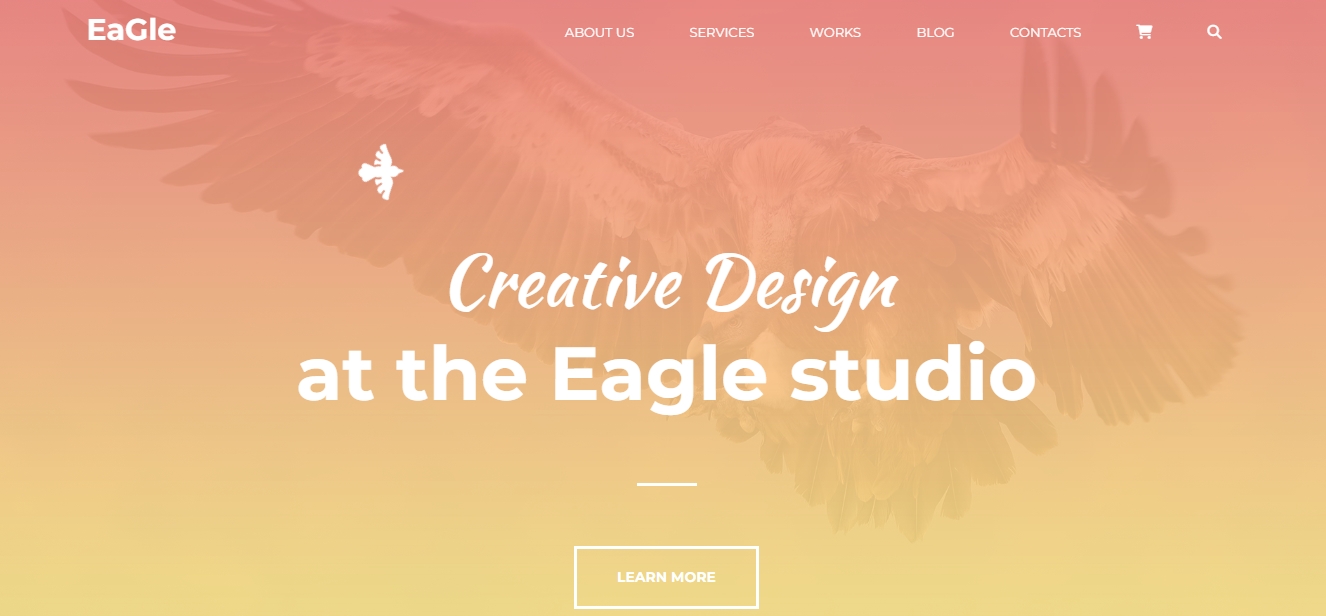 EaGle
ABOUT US SERVICES WORKS BLOG CONTACTS
Creative Design
at the Eagle studio
LEARN MORE